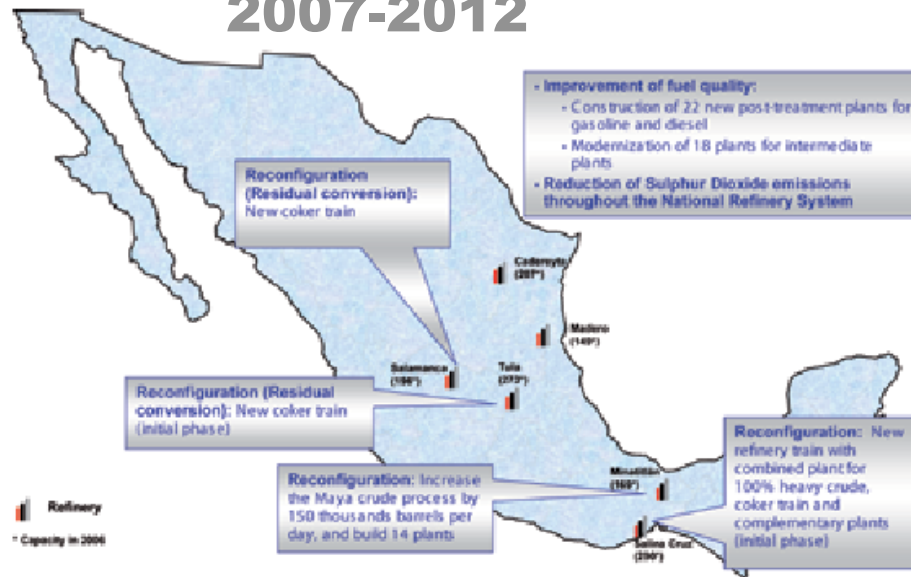 2007-2012
- Improvement of fuel quality:
- Construction of 22 new post-treatment plants for
gasoline and diesel
- Modernization of 18 plants for intermediate
plants
- Reduction of Sulphur Dioxide emissions
throughout the National Refinery System
Reconfiguration
(Residual conversion):
New coker train
Cadereyta
Madero
Salamanca
Tula
Reconfiguration (Residual
conversion): New coker train
(initial phase)
Reconfiguration: Increase
the Maya crude process by
150 thousands barrels per
day, and build 14 plants
Minatitlán
Reconfiguration: New
refinery train with
combined plant for
100% heavy crude,
coker train and
complementary plants
(initial phase)
Salina Cruz
Refinery
* Capacity in 2006